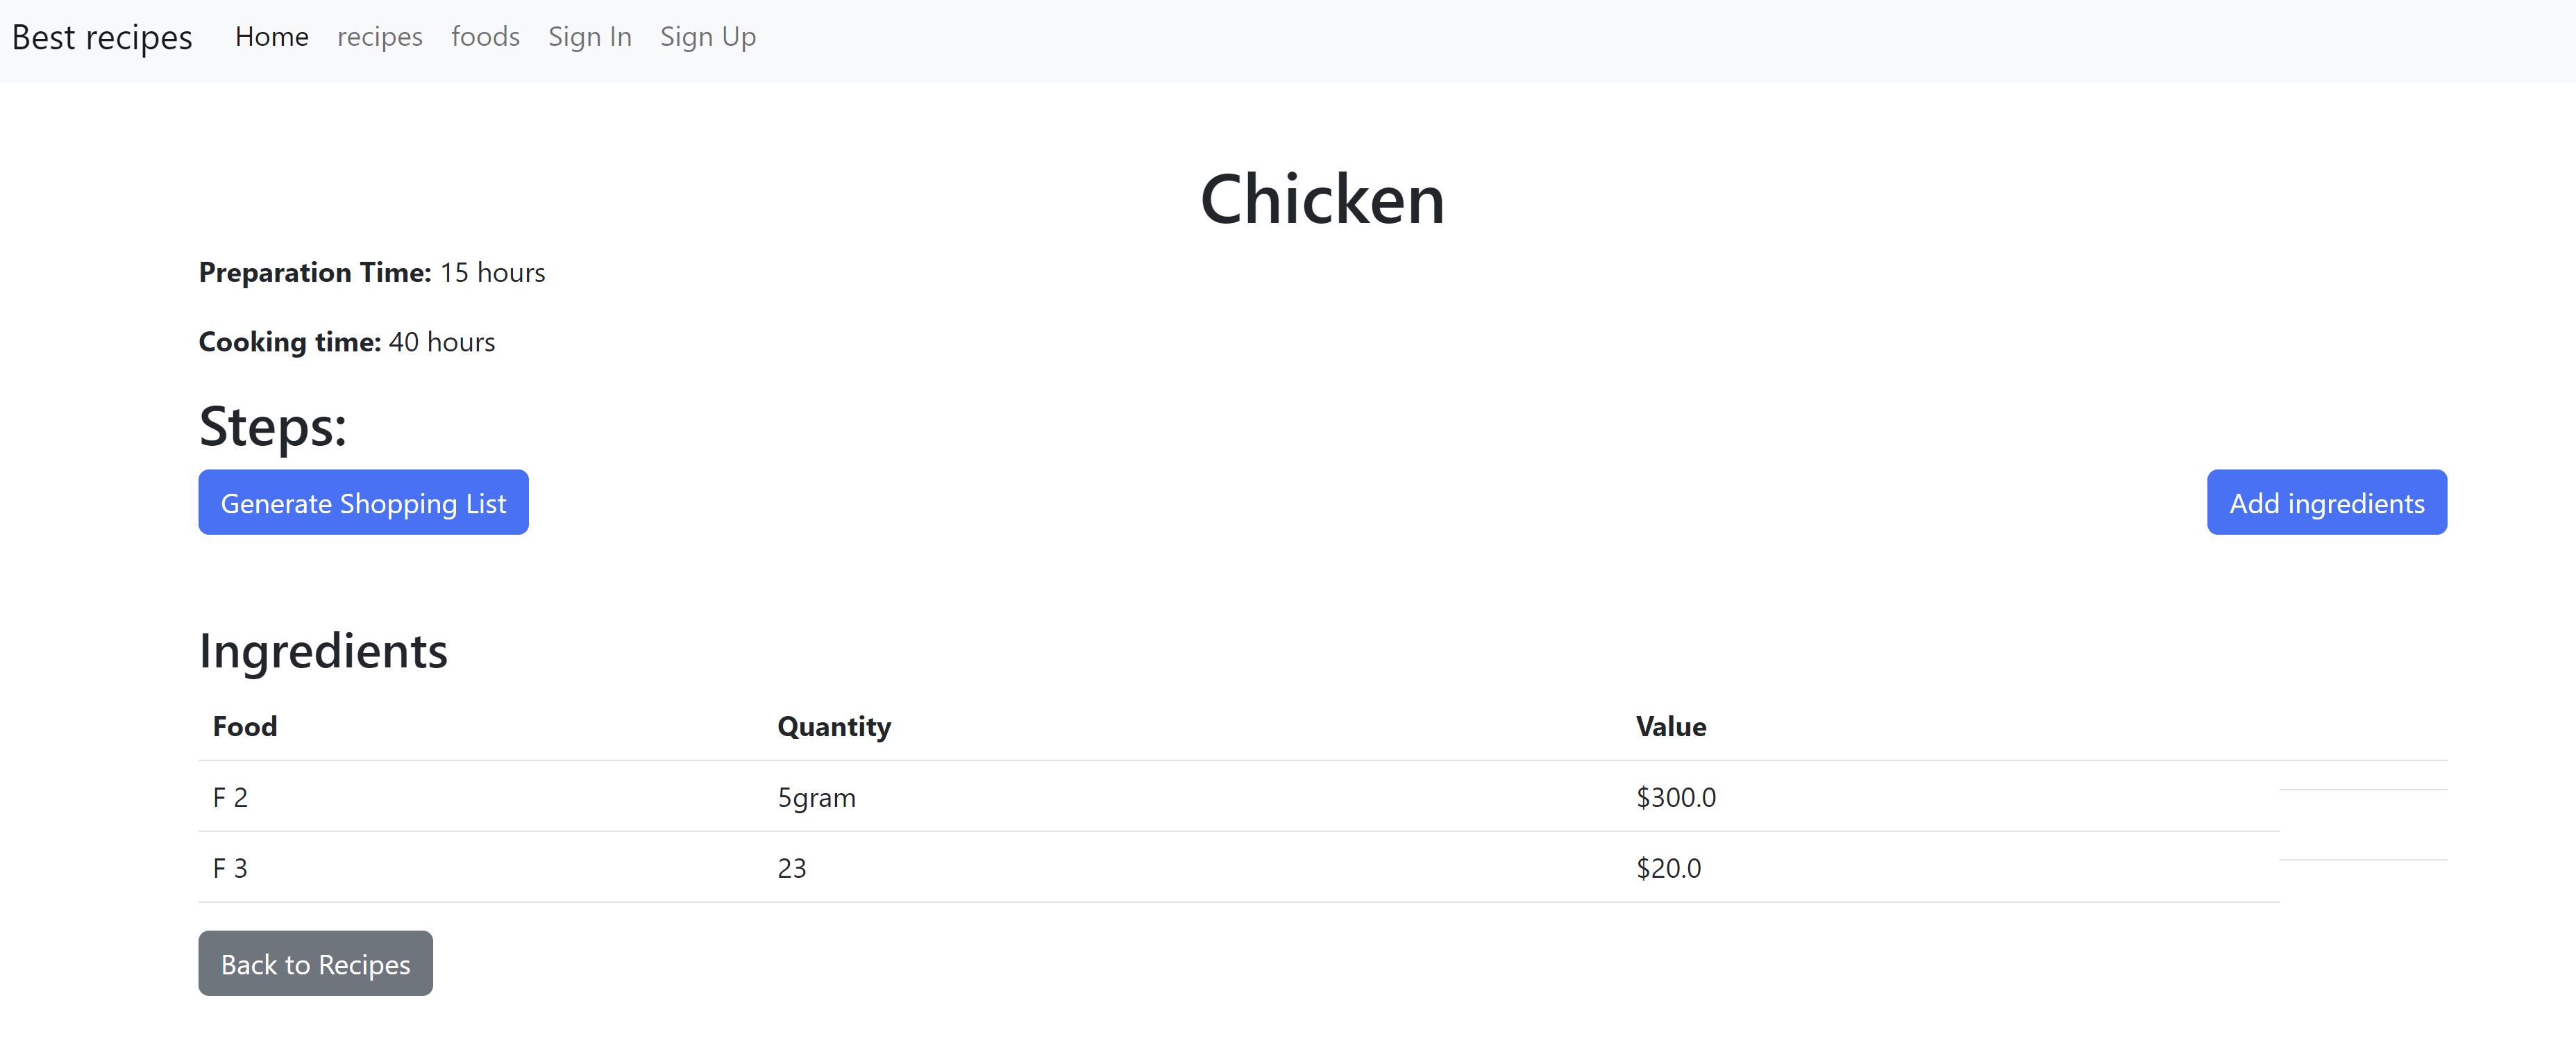 Best recipes Home recipes foods Sign In Sign Up
Chicken
Preparation Time: 15 hours
Cooking time: 40 hours
Steps:
Generate Shopping List Add ingredients
Ingredients
Food Quantity Value
F 2 5gram $300.0
F 3 23 $20.0
Back to Recipes